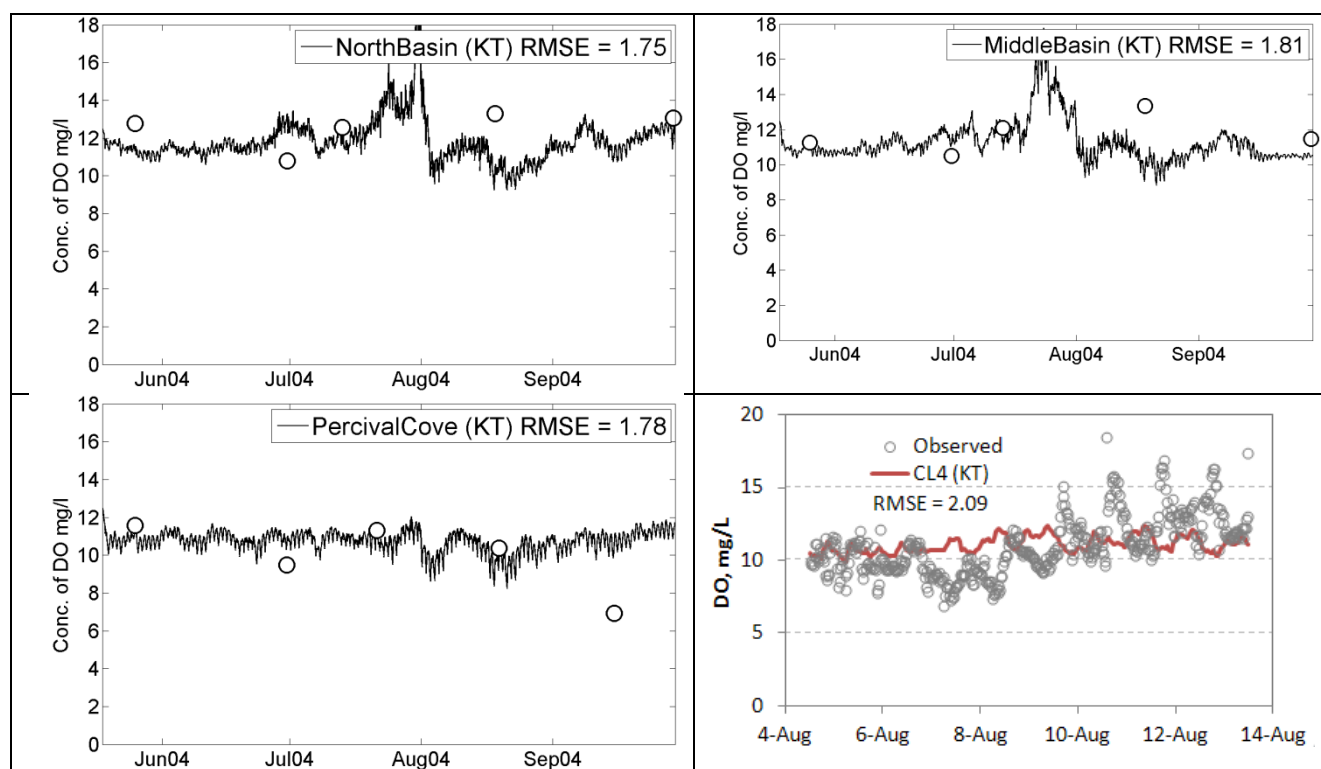 18
16
14
12
10
8
6
4
2
0
Conc. of DO mg/l
NorthBasin (KT) RMSE = 1.75
Jun04 Jul04 Aug04 Sep04
18
16
14
12
10
8
6
4
2
0
Conc. of DO mg/l
MiddleBasin (KT) RMSE = 1.81
Jun04 Jul04 Aug04 Sep04
18
16
14
12
10
8
6
4
2
0
Conc. of DO mg/l
PercivalCove (KT) RMSE = 1.78
Jun04 Jul04 Aug04 Sep04
20
15
10
5
0
DO, mg/L
Observed
CL4 (KT)
RMSE = 2.09
4-Aug 6-Aug 8-Aug 10-Aug 12-Aug 14-Aug